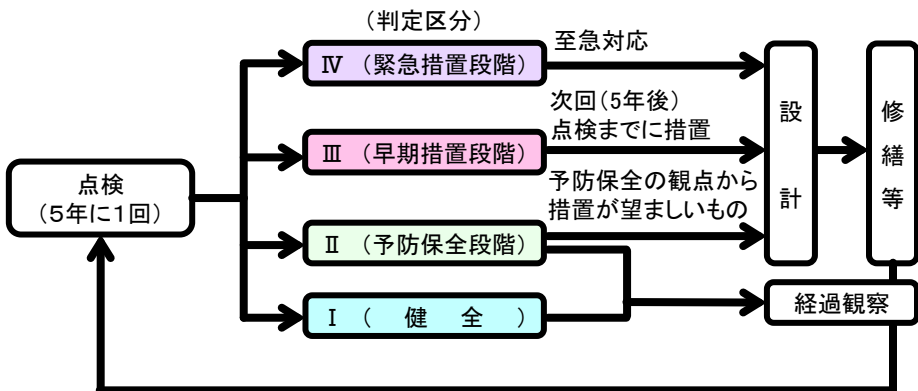 (判定区分)
Ⅳ (緊急措置段階)
至急対応
次回(5年後)
点検までに措置
Ⅲ (早期措置段階)
点検
(5年に1回)
予防保全の観点から
措置が望ましいもの
Ⅱ (予防保全段階)
Ⅰ ( 健 全 )
設計
修繕等
経過観察